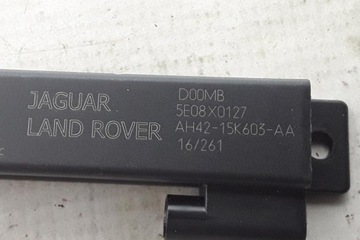 JAGUAR
LAND ROVER
D00MB
5E08X0127
AH42-15K603-AA
16/261